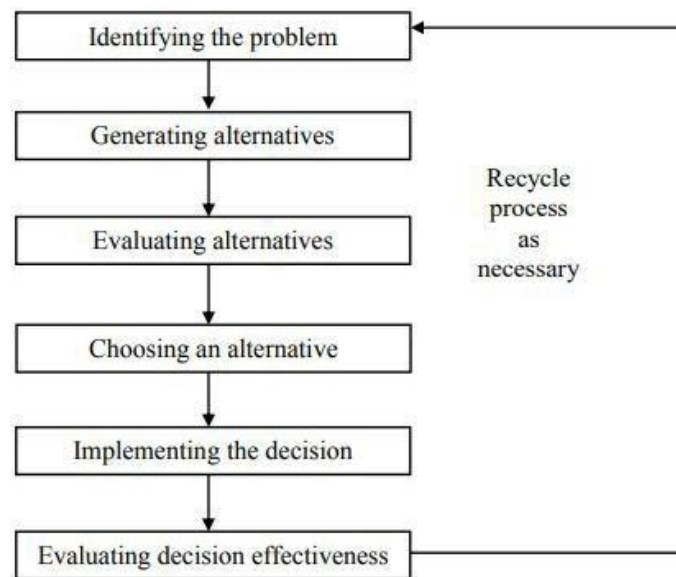 Identifying the problem
Generating alternatives
Evaluating alternatives
Recycle
process
as
necessary
Choosing an alternative
Implementing the decision
Evaluating decision effectiveness